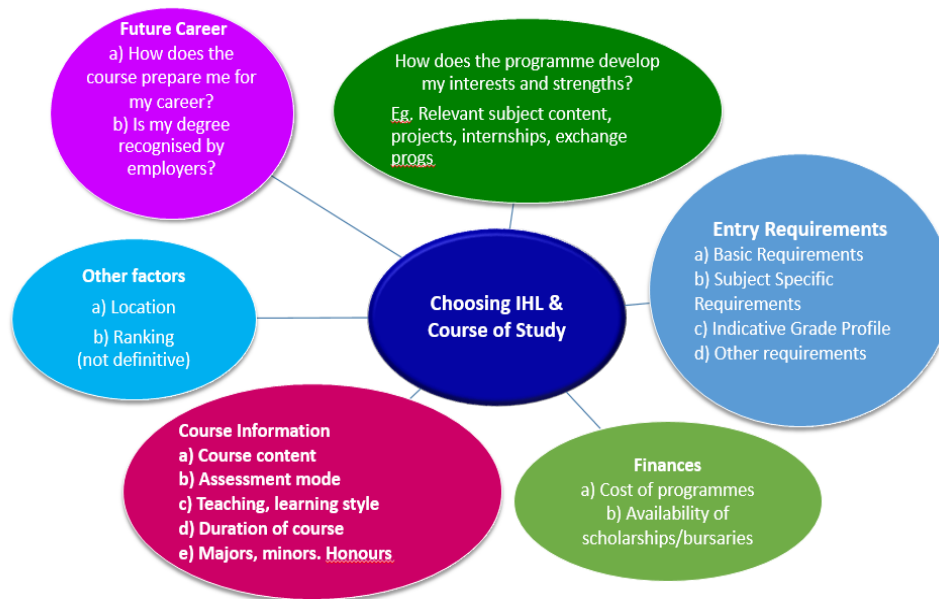 Future Career
a) How does the
course prepare me for
my career?
b) Is my degree
recognised by
employers?
How does the programme develop
my interests and strengths?
Eg. Relevant subject content,
projects, internships, exchange
progs
Entry Requirements
a) Basic Requirements
b) Subject Specific
Requirements
c) Indicative Grade Profile
d) Other requirements
Choosing IHL &
Course of Study
Other factors
a) Location
b) Ranking
(not definitive)
Course Information
a) Course content
b) Assessment mode
c) Teaching, learning style
d) Duration of course
e) Majors, minors. Honours
Finances
a) Cost of programmes
b) Availability of
scholarships/bursaries